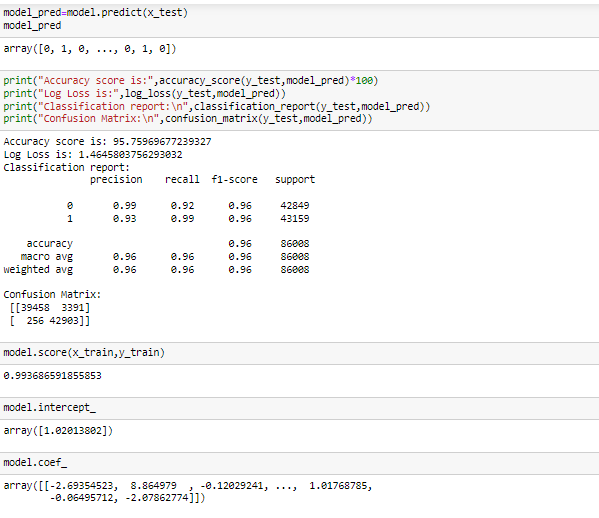 model_pred=model.predict(x_test)
model_pred
array([0, 1, 0, ..., 0, 1, 0])
print("Accuracy score is:",accuracy_score(y_test,model_pred)*100)
print("Log Loss is:",log_loss(y_test,model_pred))
print("Classification report:\n",classification_report(y_test,model_pred))
print("Confusion Matrix:\n",confusion_matrix(y_test,model_pred))
Accuracy score is: 95.75969677239327
Log Loss is: 1.4645803756293032
Classification report:
precision recall f1-score support
0 0.99 0.92 0.96 42849
1 0.93 0.99 0.96 43159
accuracy 0.96 86008
macro avg 0.96 0.96 0.96 86008
weighted avg 0.96 0.96 0.96 86008
Confusion Matrix:
[[39458 3391]
[ 256 42903]]
model.score(x_train,y_train)
0.993686591855853
model.intercept_
array([1.02013802])
model.coef_
array([[-2.69354523, 8.864979 , -0.12029241, ..., 1.01768785,
-0.06495712, -2.07862774]])